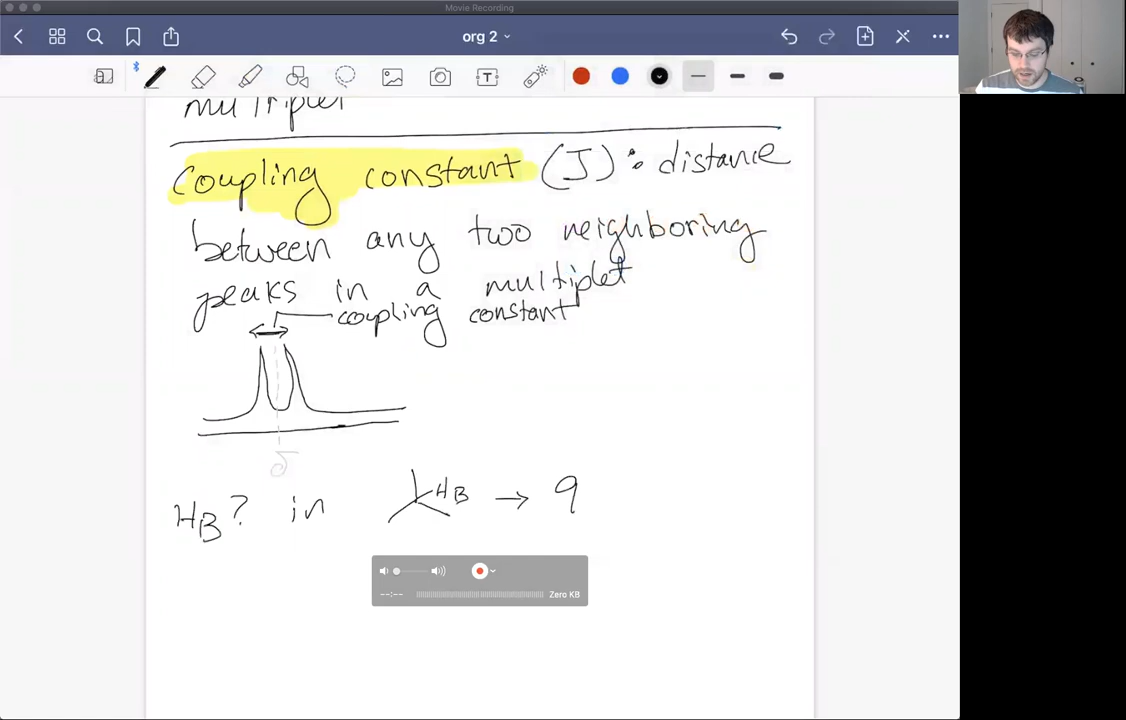 Movie Recording
org 2
multiplet
Coupling constant (J): distance
between any two neighboring
peaks in a multiplet
coupling constant
δ
HB? in HB → 9
--:-- Zero KB